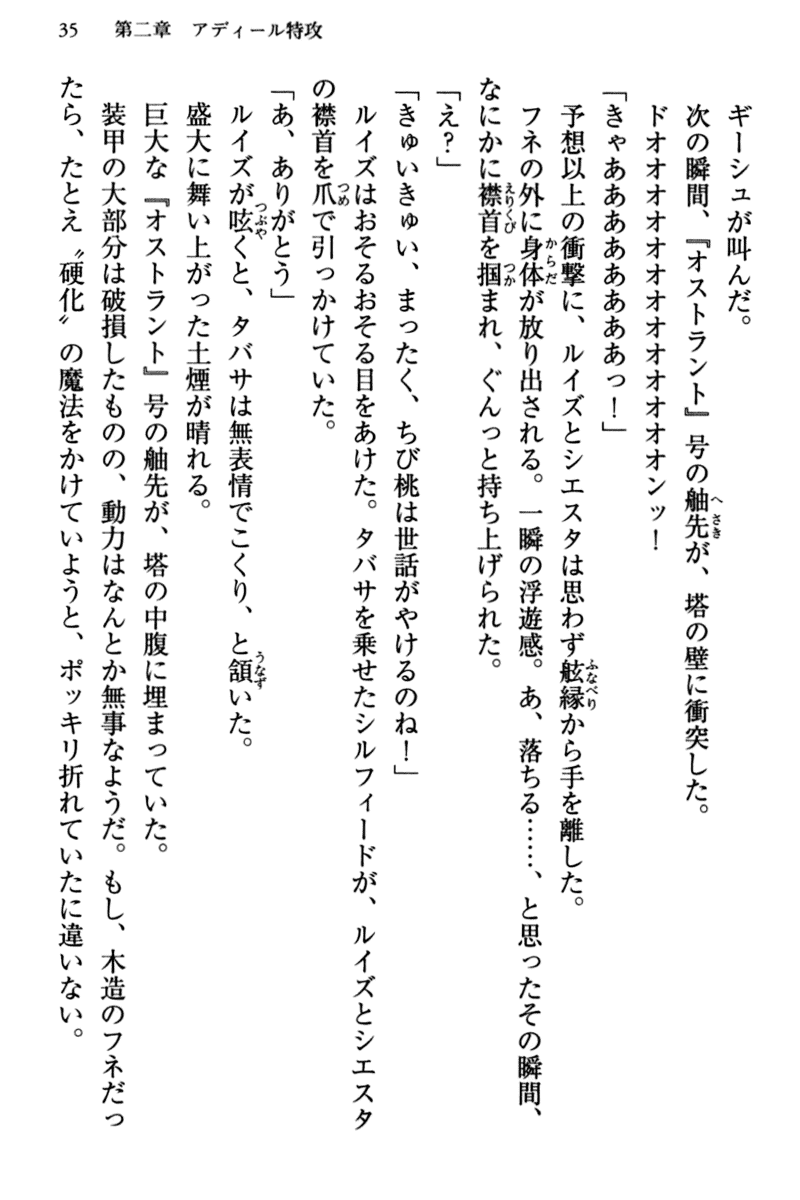 35　第二章　アディール特攻
ギーシュが叫んだ。
次の瞬間、『オストラント』号の舳先が、塔の壁に衝突した。
ドオオオオオオオオオオオオンッ！
「きゃあああああああああっ！」
予想以上の衝撃に、ルイズとシエスタは思わず舷縁から手を離した。
フネの外に身体が放り出される。一瞬の浮遊感。あ、落ちる……、と思ったその瞬間、
なにかに襟首を掴まれ、ぐんっと持ち上げられた。
「え？」
「きゅいきゅい、まったく、ちび桃は世話がやけるのね！」
ルイズはおそるおそる目をあけた。タバサを乗せたシルフィードが、ルイズとシエスタ
の襟首を爪で引っかけていた。
「あ、ありがとう」
ルイズが呟くと、タバサは無表情でこくり、と頷いた。
盛大に舞い上がった土煙が晴れる。
巨大な『オストラント』号の舳先が、塔の中腹に埋まっていた。
装甲の大部分は破損したものの、動力はなんとか無事なようだ。もし、木造のフネだっ
たら、たとえ〝硬化〟の魔法をかけていようと、ポッキリ折れていたに違いない。